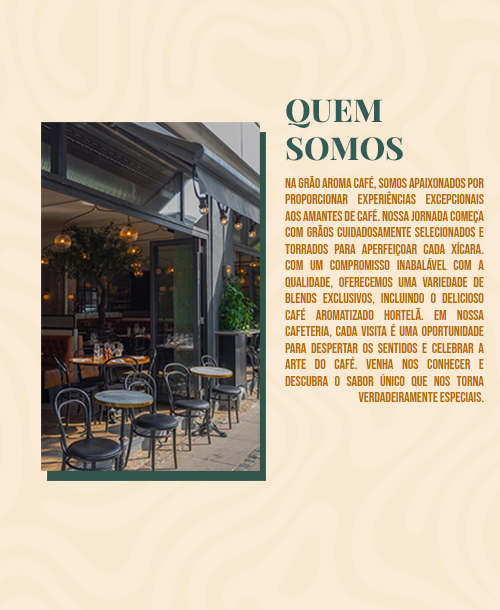 QUEM
SOMOS
NA GRÃO AROMA CAFÉ, SOMOS APAIXONADOS POR
PROPORCIONAR EXPERIÊNCIAS EXCEPCIONAIS
AOS AMANTES DE CAFÉ. NOSSA JORNADA COMEÇA
COM GRÃOS CUIDADOSAMENTE SELECIONADOS E
TORRADOS PARA APERFEIÇOAR CADA XÍCARA.
COM UM COMPROMISSO INABALÁVEL COM A
QUALIDADE, OFERECEMOS UMA VARIEDADE DE
BLENDS EXCLUSIVOS, INCLUINDO O DELICIOSO
CAFÉ AROMATIZADO HORTELÃ. EM NOSSA
CAFETERIA, CADA VISITA É UMA OPORTUNIDADE
PARA DESPERTAR OS SENTIDOS E CELEBRAR A
ARTE DO CAFÉ. VENHA NOS CONHECER E
DESCUBRA O SABOR ÚNICO QUE NOS TORNA
VERDADEIRAMENTE ESPECIAIS.